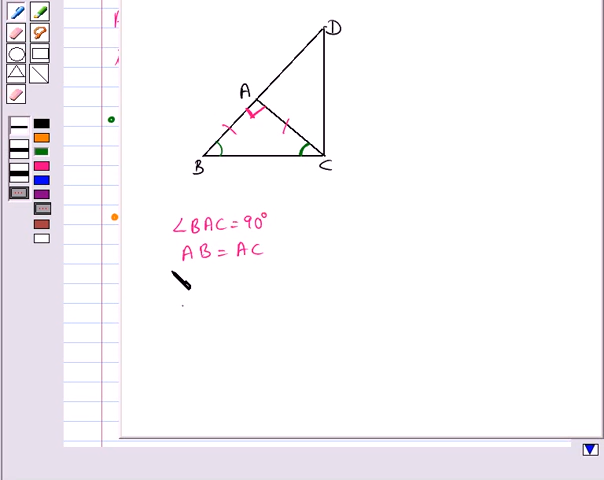 D
A
B
C
∠BAC = 90°
AB = AC